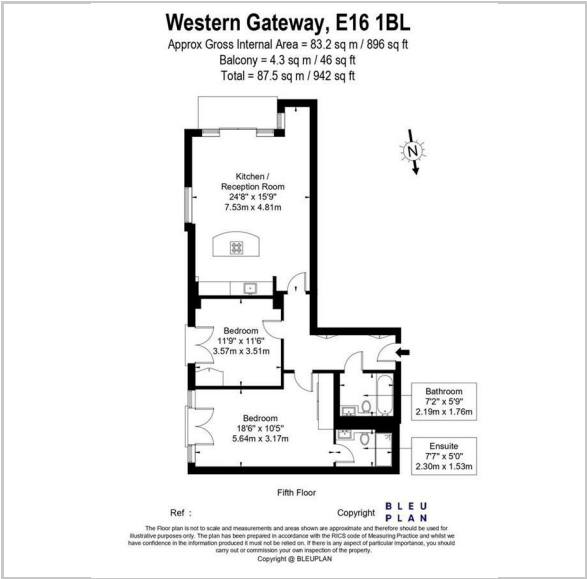 Western Gateway, E16 1BL
Approx Gross Internal Area = 83.2 sq m / 896 sq ft
Balcony = 4.3 sq m / 46 sq ft
Total = 87.5 sq m / 942 sq ft
N
Kitchen /
Reception Room
24'8" x 15'9"
7.53m x 4.81m
Bedroom
11'9" x 11'6"
3.57m x 3.51m
Bathroom
7'2" x 5'9"
2.19m x 1.76m
Bedroom
18'6" x 10'5"
5.64m x 3.17m
Ensuite
7'7" x 5'0"
2.30m x 1.53m
Fifth Floor
Ref :
Copyright
BLEU
PLAN
The Floor plan is not to scale and measurements and areas shown are approximate and therefore should be used for
illustrative purposes only. The plan has been prepared in accordance with the RICS code of Measuring Practice and whilst we
have confidence in the information produced it must not be relied on. If there is any aspect of particular importance, you should
carry out or commission your own inspection of the property.
Copyright @ BLEUPLAN